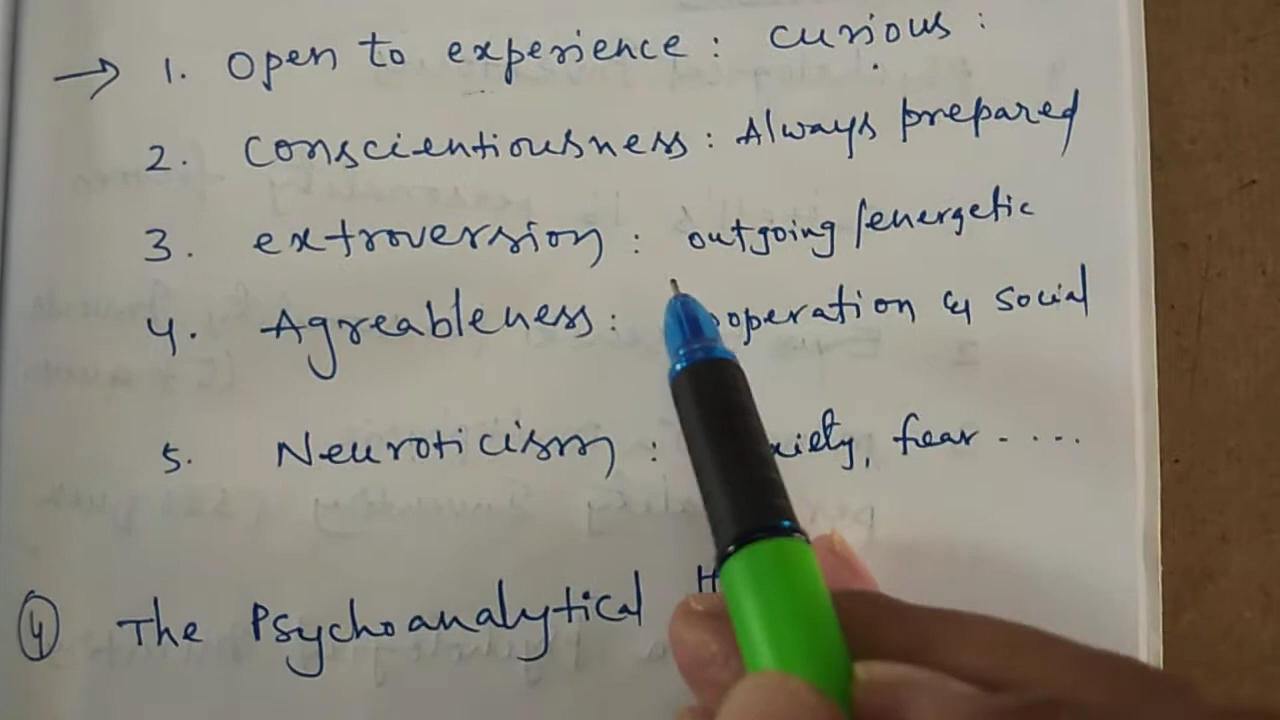 → 1. Open to experience: curious:
2. Conscientiousness: Always prepared
3. extroversion: outgoing/energetic
4. Agreableness: operation & social
5. Neuroticism: fear.....
④ The Psychoanalytical